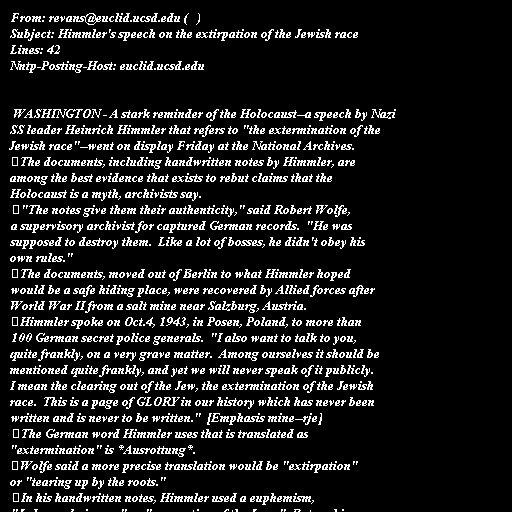 From: revans@euclid.ucsd.edu (   )
Subject: Himmler's speech on the extirpation of the Jewish race
Lines: 42
Nntp-Posting-Host: euclid.ucsd.edu

WASHINGTON - A stark reminder of the Holocaust--a speech by Nazi
SS leader Heinrich Himmler that refers to "the extermination of the
Jewish race"--went on display Friday at the National Archives.
The documents, including handwritten notes by Himmler, are
among the best evidence that exists to rebut claims that the
Holocaust is a myth, archivists say.
"The notes give them their authenticity," said Robert Wolfe,
a supervisory archivist for captured German records.  "He was
supposed to destroy them.  Like a lot of bosses, he didn't obey his
own rules."
The documents, moved out of Berlin to what Himmler hoped
would be a safe hiding place, were recovered by Allied forces after
World War II from a salt mine near Salzburg, Austria.
Himmler spoke on Oct.4, 1943, in Posen, Poland, to more than
100 German secret police generals.  "I also want to talk to you,
quite frankly, on a very grave matter.  Among ourselves it should be
mentioned quite frankly, and yet we will never speak of it publicly.
I mean the clearing out of the Jew, the extermination of the Jewish
race.  This is a page of GLORY in our history which has never been
written and is never to be written."  [Emphasis mine--rje]
The German word Himmler uses that is translated as
"extermination" is *Ausrottung*.
Wolfe said a more precise translation would be "extirpation"
or "tearing up by the roots."
In his handwritten notes, Himmler used a euphemism,